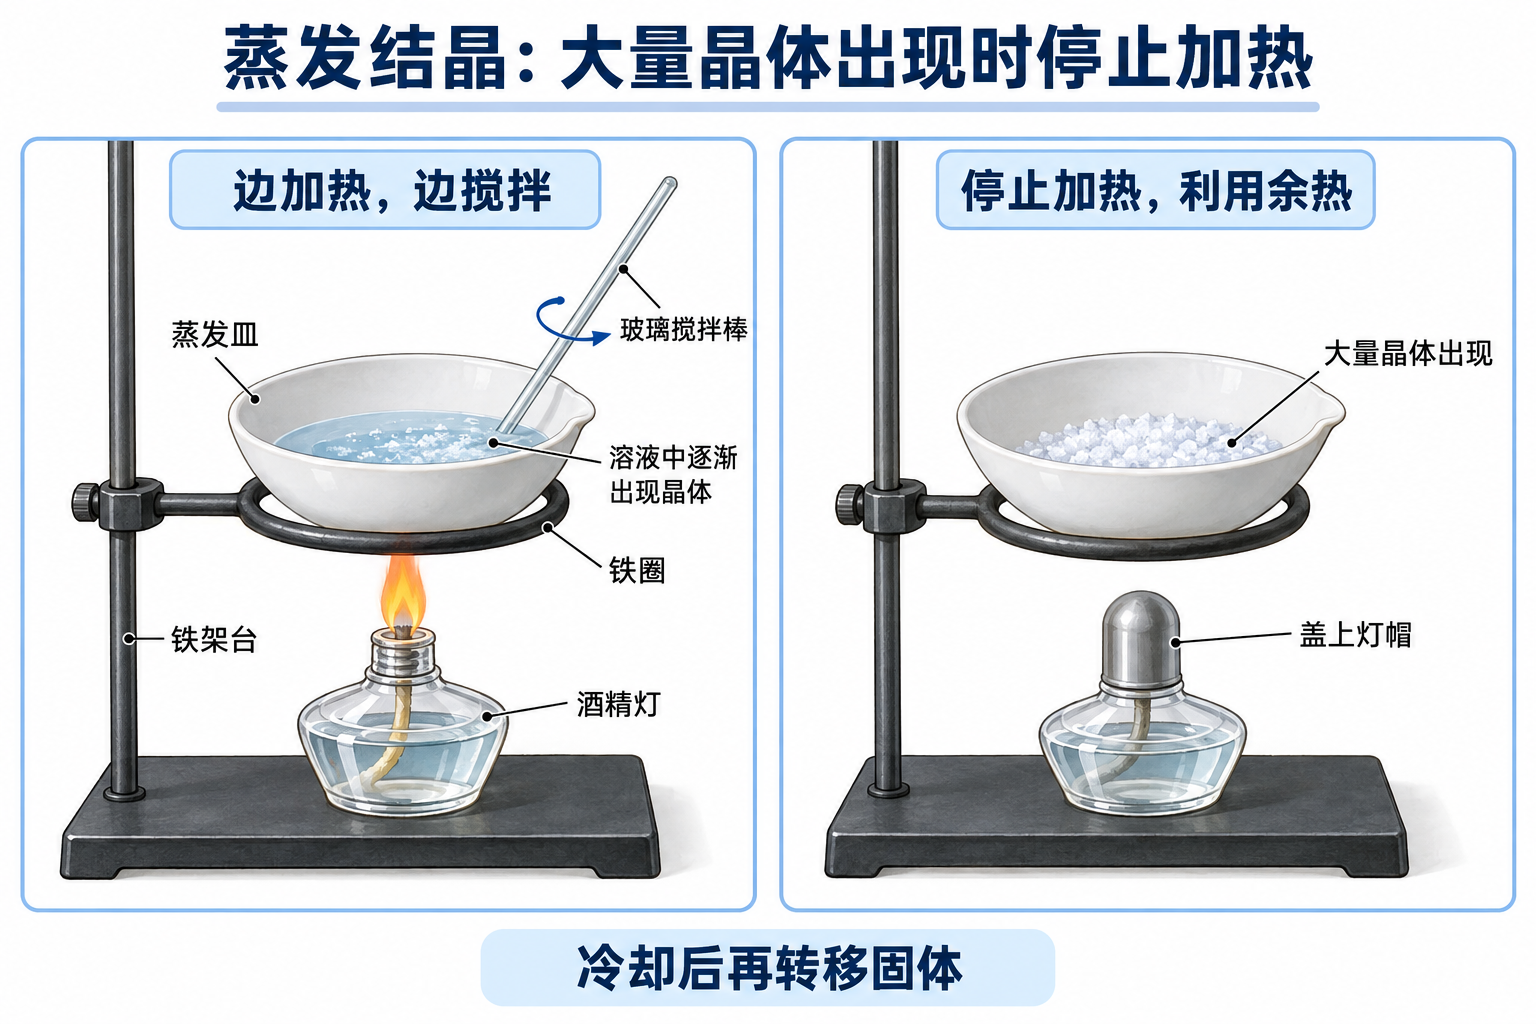 蒸发结晶：大量晶体出现时停止加热
边加热，边搅拌
玻璃搅拌棒
蒸发皿
溶液中逐渐
出现晶体
铁圈
铁架台
酒精灯
停止加热，利用余热
大量晶体出现
盖上灯帽
冷却后再转移固体